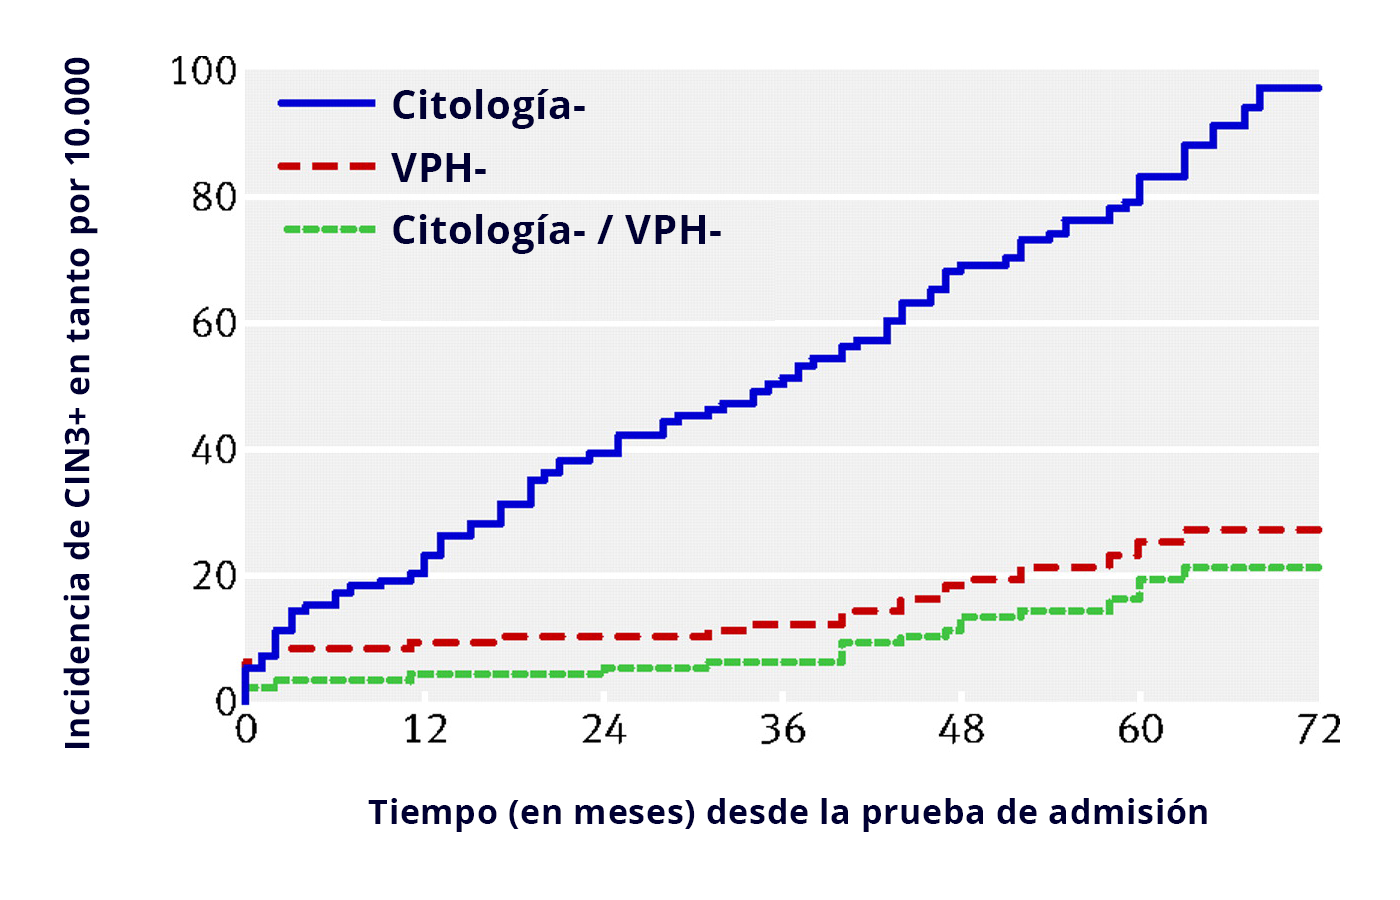 Incidencia de CIN3+ en tanto por 10.000
100
80
60
40
20
0
Citología-
VPH-
Citología- / VPH-
0 12 24 36 48 60 72
Tiempo (en meses) desde la prueba de admisión